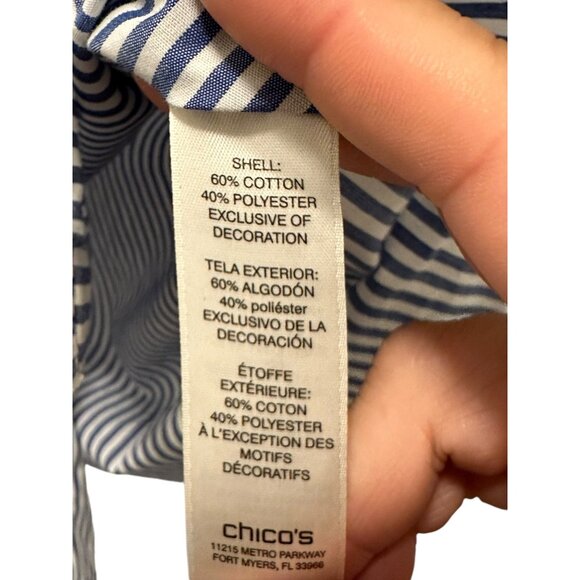 SHELL:
60% COTTON
40% POLYESTER
EXCLUSIVE OF
DECORATION
TELA EXTERIOR:
60% ALGODÓN
40% poliéster
EXCLUSIVO DE LA
DECORACIÓN
ÉTOFFE
EXTÉRIEURE:
60% COTON
40% POLYESTER
À L'EXCEPTION DES
MOTIFS
DÉCORATIFS
chico's
11215 METRO PARKWAY
FORT MYERS, FL 33966